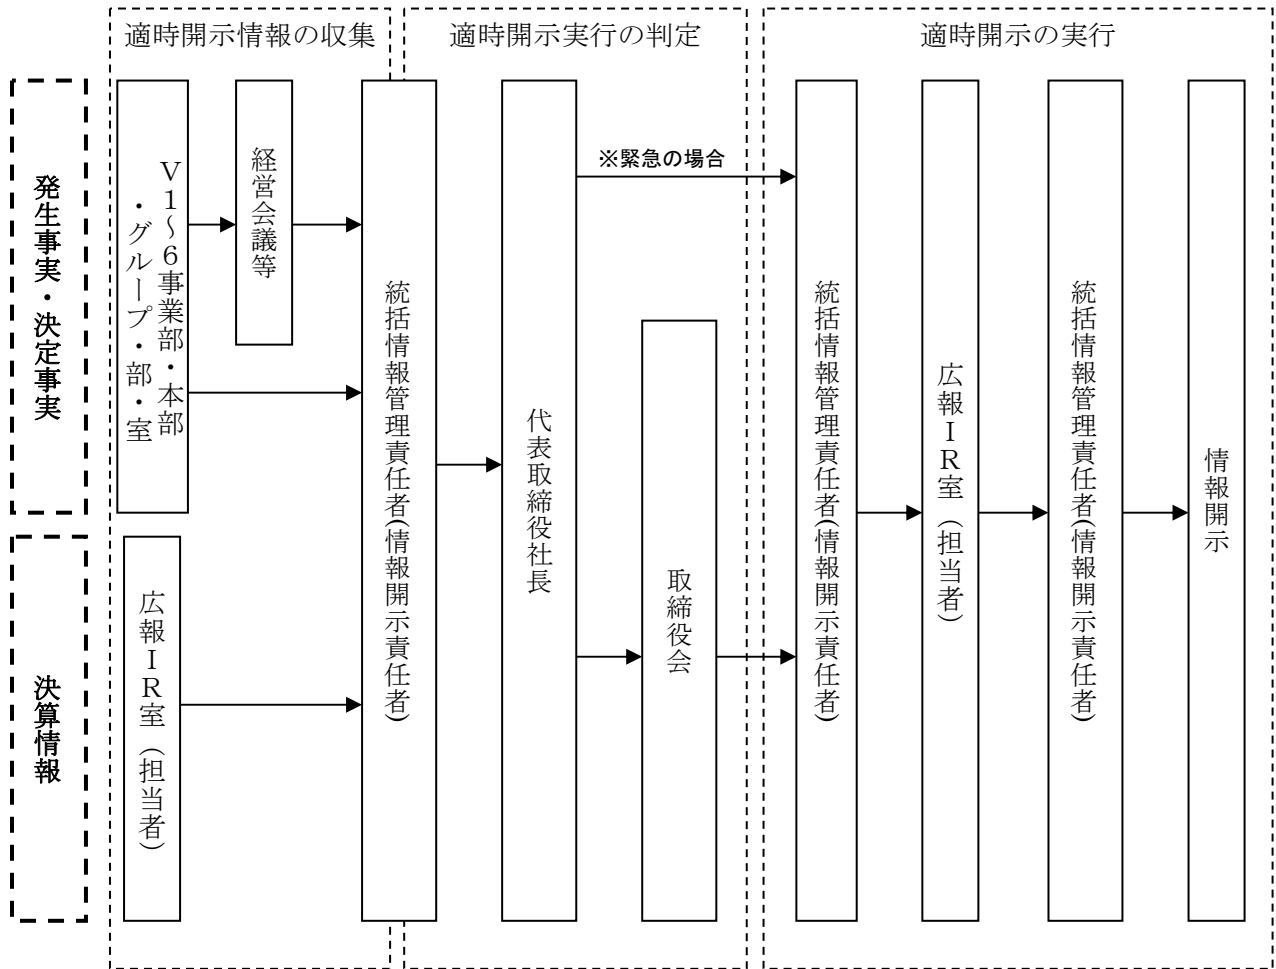 適時開示情報の収集
適時開示実行の判定
適時開示の実行
発生事実・決定事実
決算情報
V1~6事業部・本部
・グループ・部・室
経営会議等
広報IR室(担当者)
統括情報管理責任者(情報開示責任者)
代表取締役社長
※緊急の場合
取締役会
統括情報管理責任者(情報開示責任者)
広報IR室(担当者)
統括情報管理責任者(情報開示責任者)
情報開示